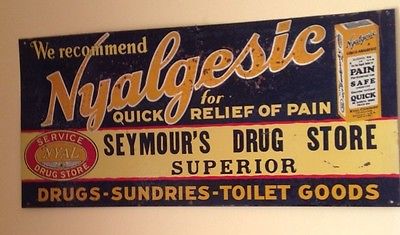 We recommend
Nyalgesic
for
QUICK RELIEF OF PAIN
Nyalgesic
PAIN
SAFE
QUICK
SERVICE
NYAL
DRUG STORE
SEYMOUR'S DRUG STORE
SUPERIOR
DRUGS-SUNDRIES-TOILET GOODS